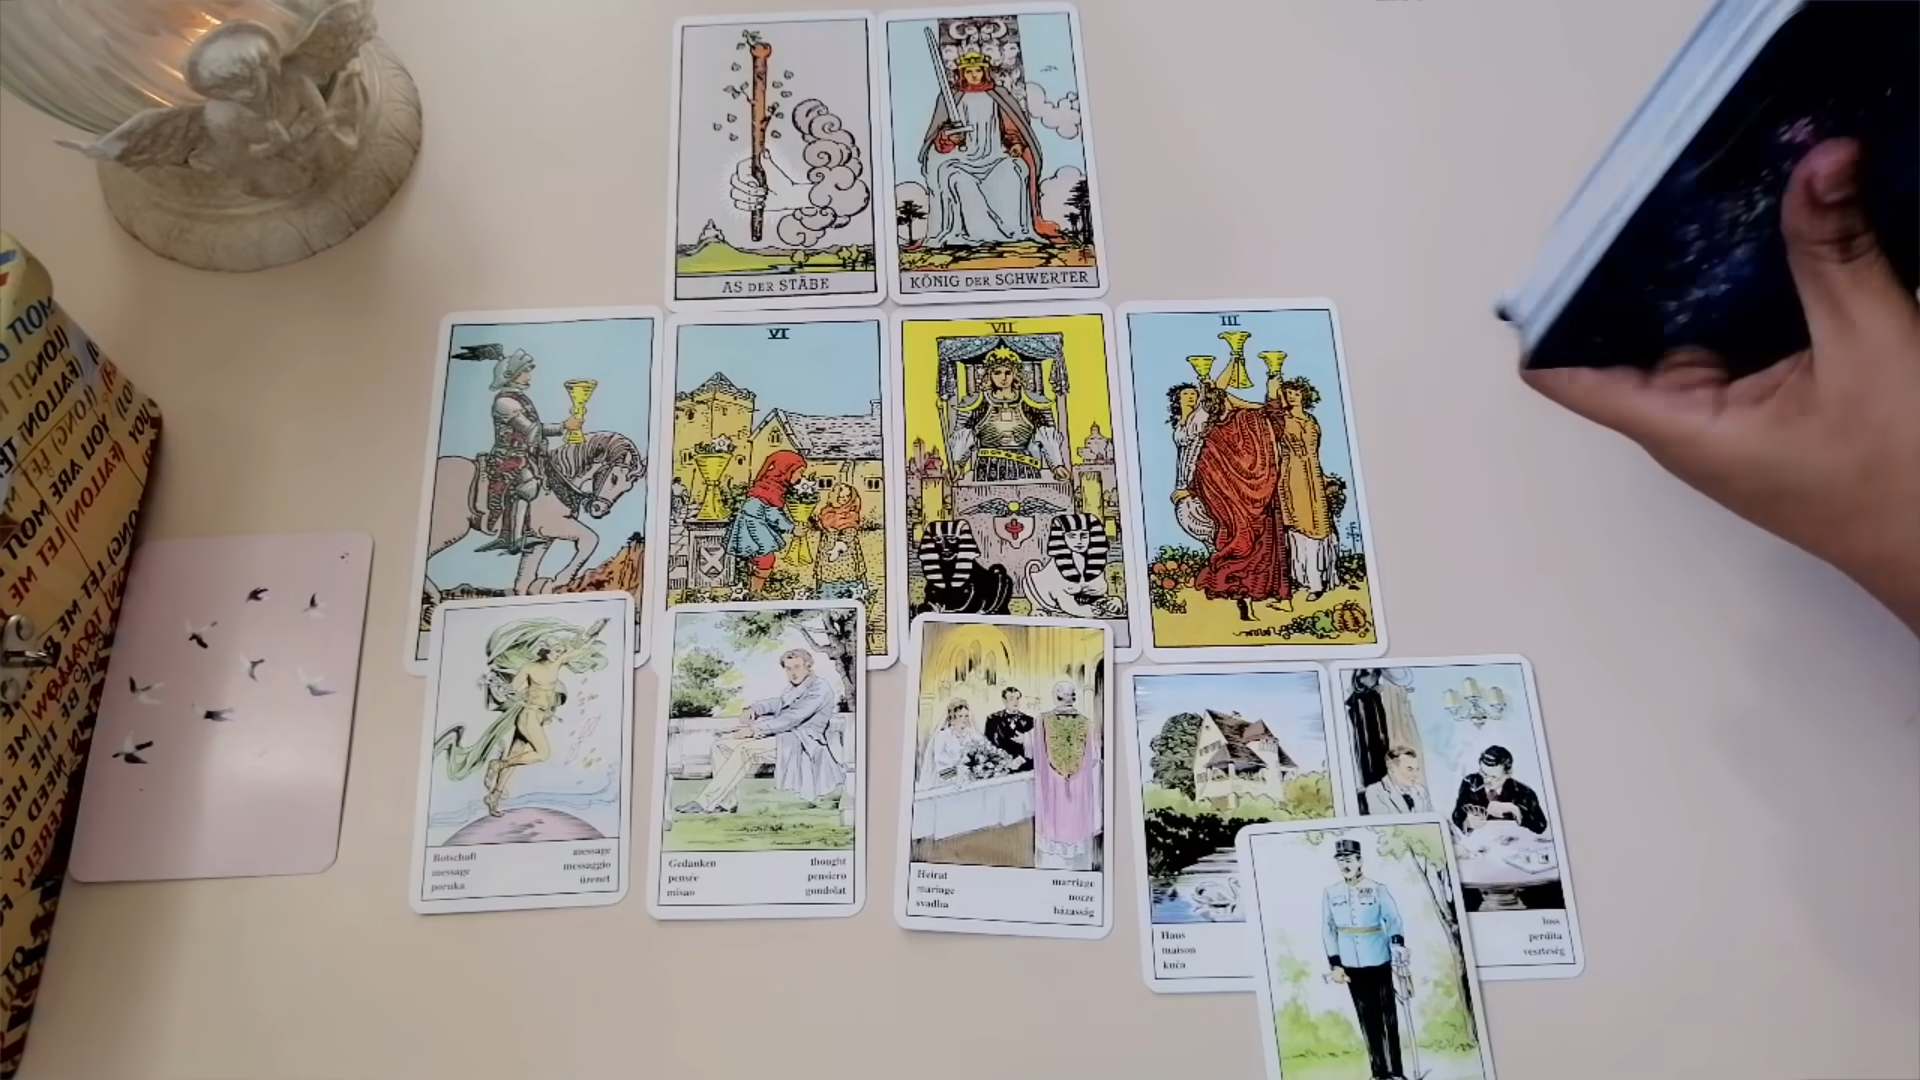 AS DER STÄBE
KÖNIG DER SCHWERTER
VI
VII
III
Botschaft
message
poruka
message
messaggio
üzenet
Gedanken
pensée
misao
thought
pensiero
gondolat
Heirat
mariage
svadba
marriage
nozze
házasság
Haus
maison
kuća
loss
perdita
veszteség